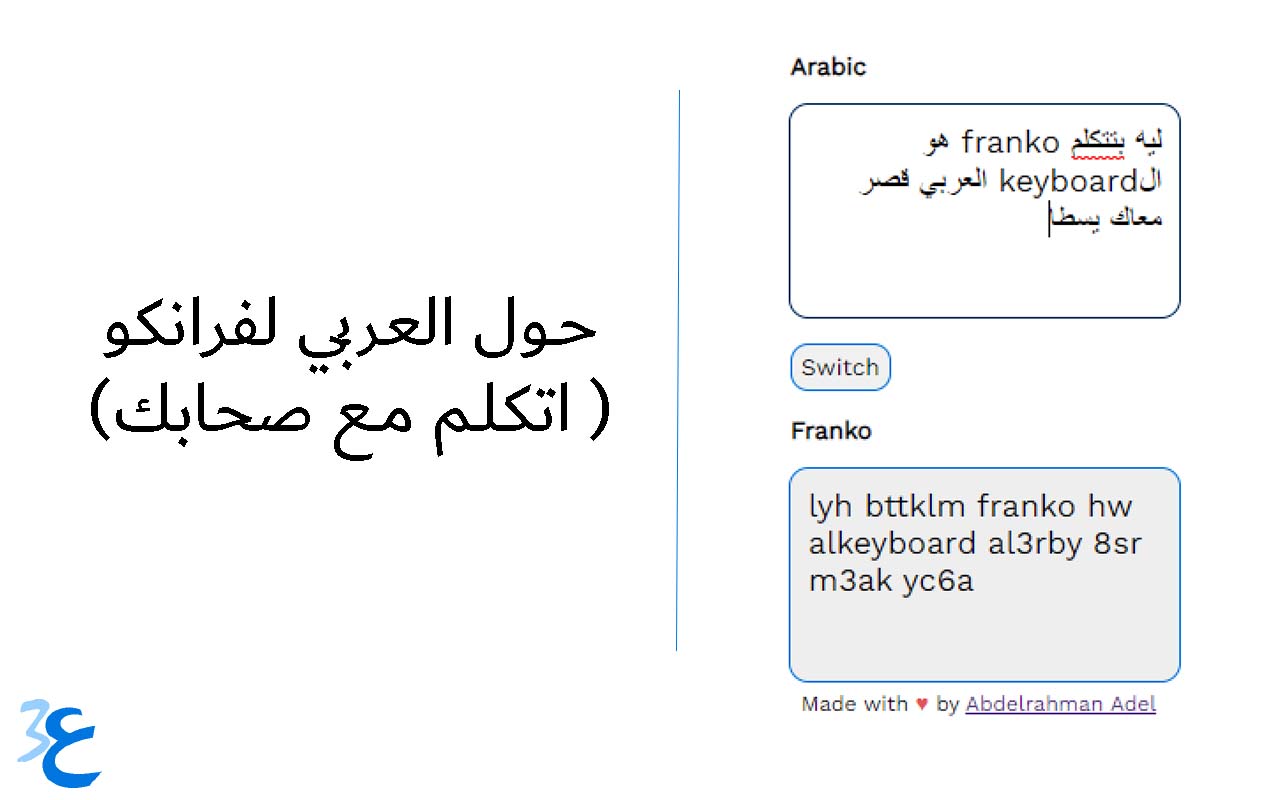 حول العربي لفرانكو
( اتكلم مع صحابك)
Arabic
ليه بتتكلم franko هو
الkeyboard العربي قصر
معاك يسطا
Switch
Franko
lyh bttklm franko hw
alkeyboard al3rby 8sr
m3ak yc6a
Made with ♥ by Abdelrahman Adel
3ع